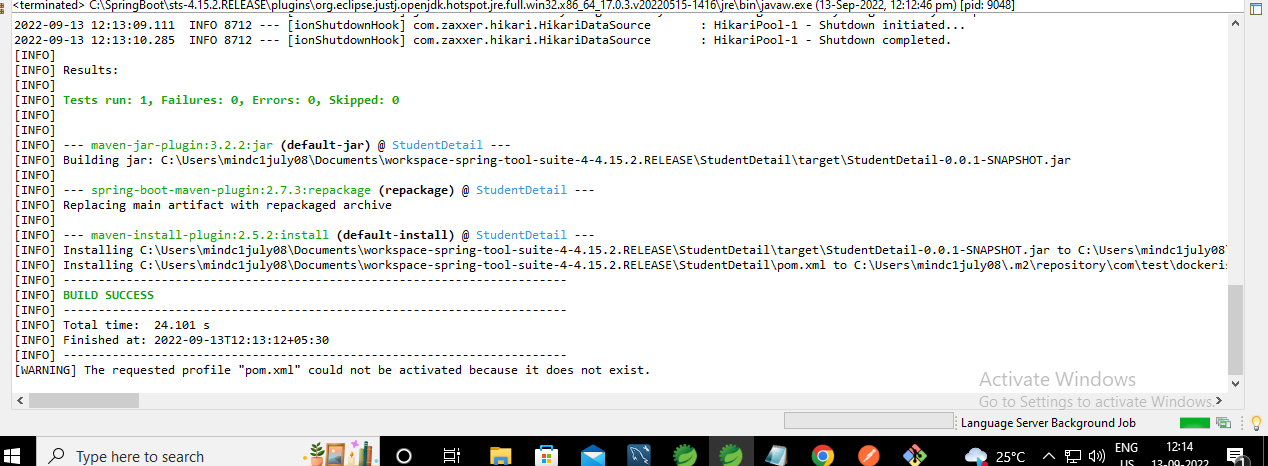 <terminated> C:\SpringBoot\sts-4.15.2.RELEASE\plugins\org.eclipse.justj.openjdk.hotspot.jre.full.win32.x86_64_17.0.3.v20220515-1416\jre\bin\javaw.exe (13-Sep-2022, 12:12:46 pm) [pid: 9048]
2022-09-13 12:13:09.111  INFO 8712 --- [ionShutdownHook] com.zaxxer.hikari.HikariDataSource       : HikariPool-1 - Shutdown initiated...
2022-09-13 12:13:10.285  INFO 8712 --- [ionShutdownHook] com.zaxxer.hikari.HikariDataSource       : HikariPool-1 - Shutdown completed.
[INFO]
[INFO] Results:
[INFO]
[INFO] Tests run: 1, Failures: 0, Errors: 0, Skipped: 0
[INFO]
[INFO]
[INFO] --- maven-jar-plugin:3.2.2:jar (default-jar) @ StudentDetail ---
[INFO] Building jar: C:\Users\mindc1july08\Documents\workspace-spring-tool-suite-4-4.15.2.RELEASE\StudentDetail\target\StudentDetail-0.0.1-SNAPSHOT.jar
[INFO]
[INFO] --- spring-boot-maven-plugin:2.7.3:repackage (repackage) @ StudentDetail ---
[INFO] Replacing main artifact with repackaged archive
[INFO]
[INFO] --- maven-install-plugin:2.5.2:install (default-install) @ StudentDetail ---
[INFO] Installing C:\Users\mindc1july08\Documents\workspace-spring-tool-suite-4-4.15.2.RELEASE\StudentDetail\target\StudentDetail-0.0.1-SNAPSHOT.jar to C:\Users\mindc1july08
[INFO] Installing C:\Users\mindc1july08\Documents\workspace-spring-tool-suite-4-4.15.2.RELEASE\StudentDetail\pom.xml to C:\Users\mindc1july08\.m2\repository\com\test\dockeri
[INFO] ------------------------------------------------------------------------
[INFO] BUILD SUCCESS
[INFO] ------------------------------------------------------------------------
[INFO] Total time:  24.101 s
[INFO] Finished at: 2022-09-13T12:13:12+05:30
[INFO] ------------------------------------------------------------------------
[WARNING] The requested profile "pom.xml" could not be activated because it does not exist.
Activate Windows
Go to Settings to activate Windows.
Language Server Background Job
Type here to search
25°C
ENG
US
12:14
13-09-2022